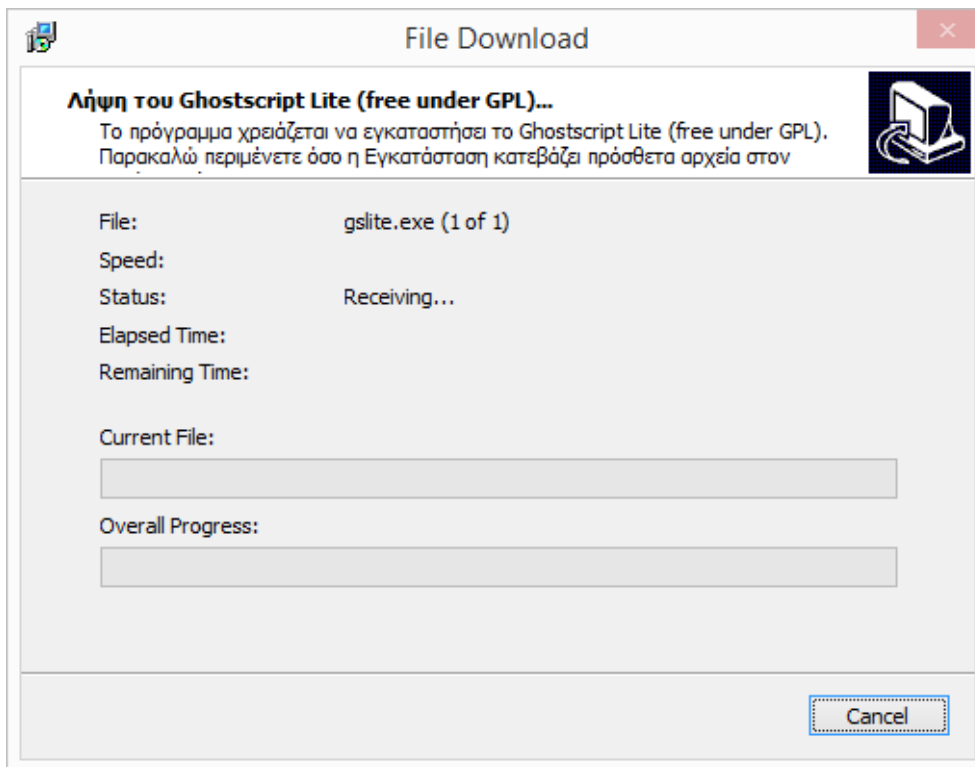 File Download
Λήψη του Ghostscript Lite (free under GPL)...
Το πρόγραμμα χρειάζεται να εγκαταστήσει το Ghostscript Lite (free under GPL).
Παρακαλώ περιμένετε όσο η Εγκατάσταση κατεβάζει πρόσθετα αρχεία στον
File: gslite.exe (1 of 1)
Speed:
Status: Receiving...
Elapsed Time:
Remaining Time:
Current File:
Overall Progress:
Cancel